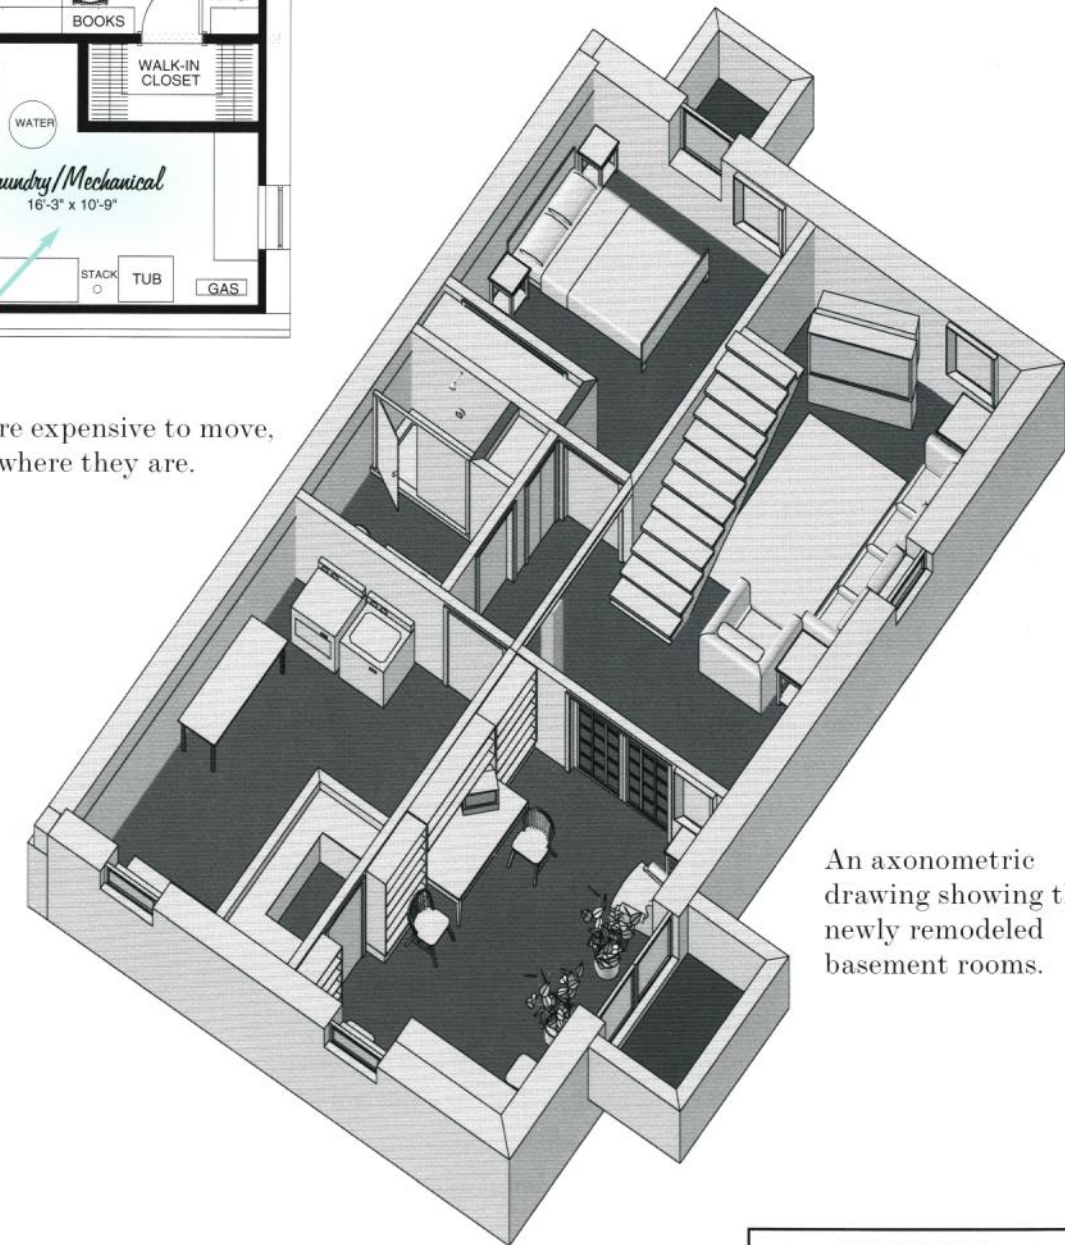 BOOKS
WALK-IN
CLOSET
WATER
aundry/Mechanical
16'-3" x 10'-9"
STACK
TUB
GAS
re expensive to move,
where they are.
An axonometric
drawing showing t
newly remodeled
basement rooms.